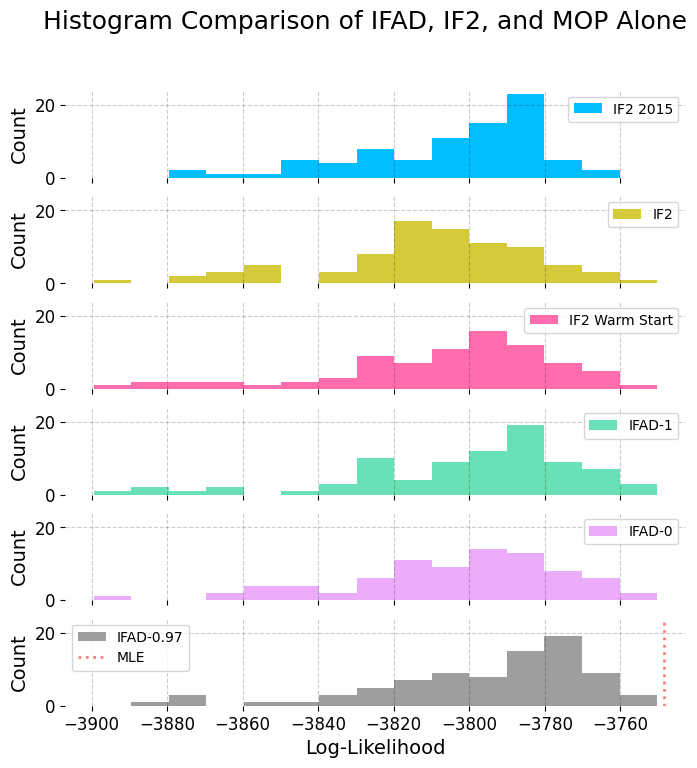 Histogram Comparison of IFAD, IF2, and MOP Alone
Count
20
0
IF2 2015
Count
20
0
IF2
Count
20
0
IF2 Warm Start
Count
20
0
IFAD-1
Count
20
0
IFAD-0
Count
20
0
IFAD-0.97
MLE
−3900 −3880 −3860 −3840 −3820 −3800 −3780 −3760
Log-Likelihood